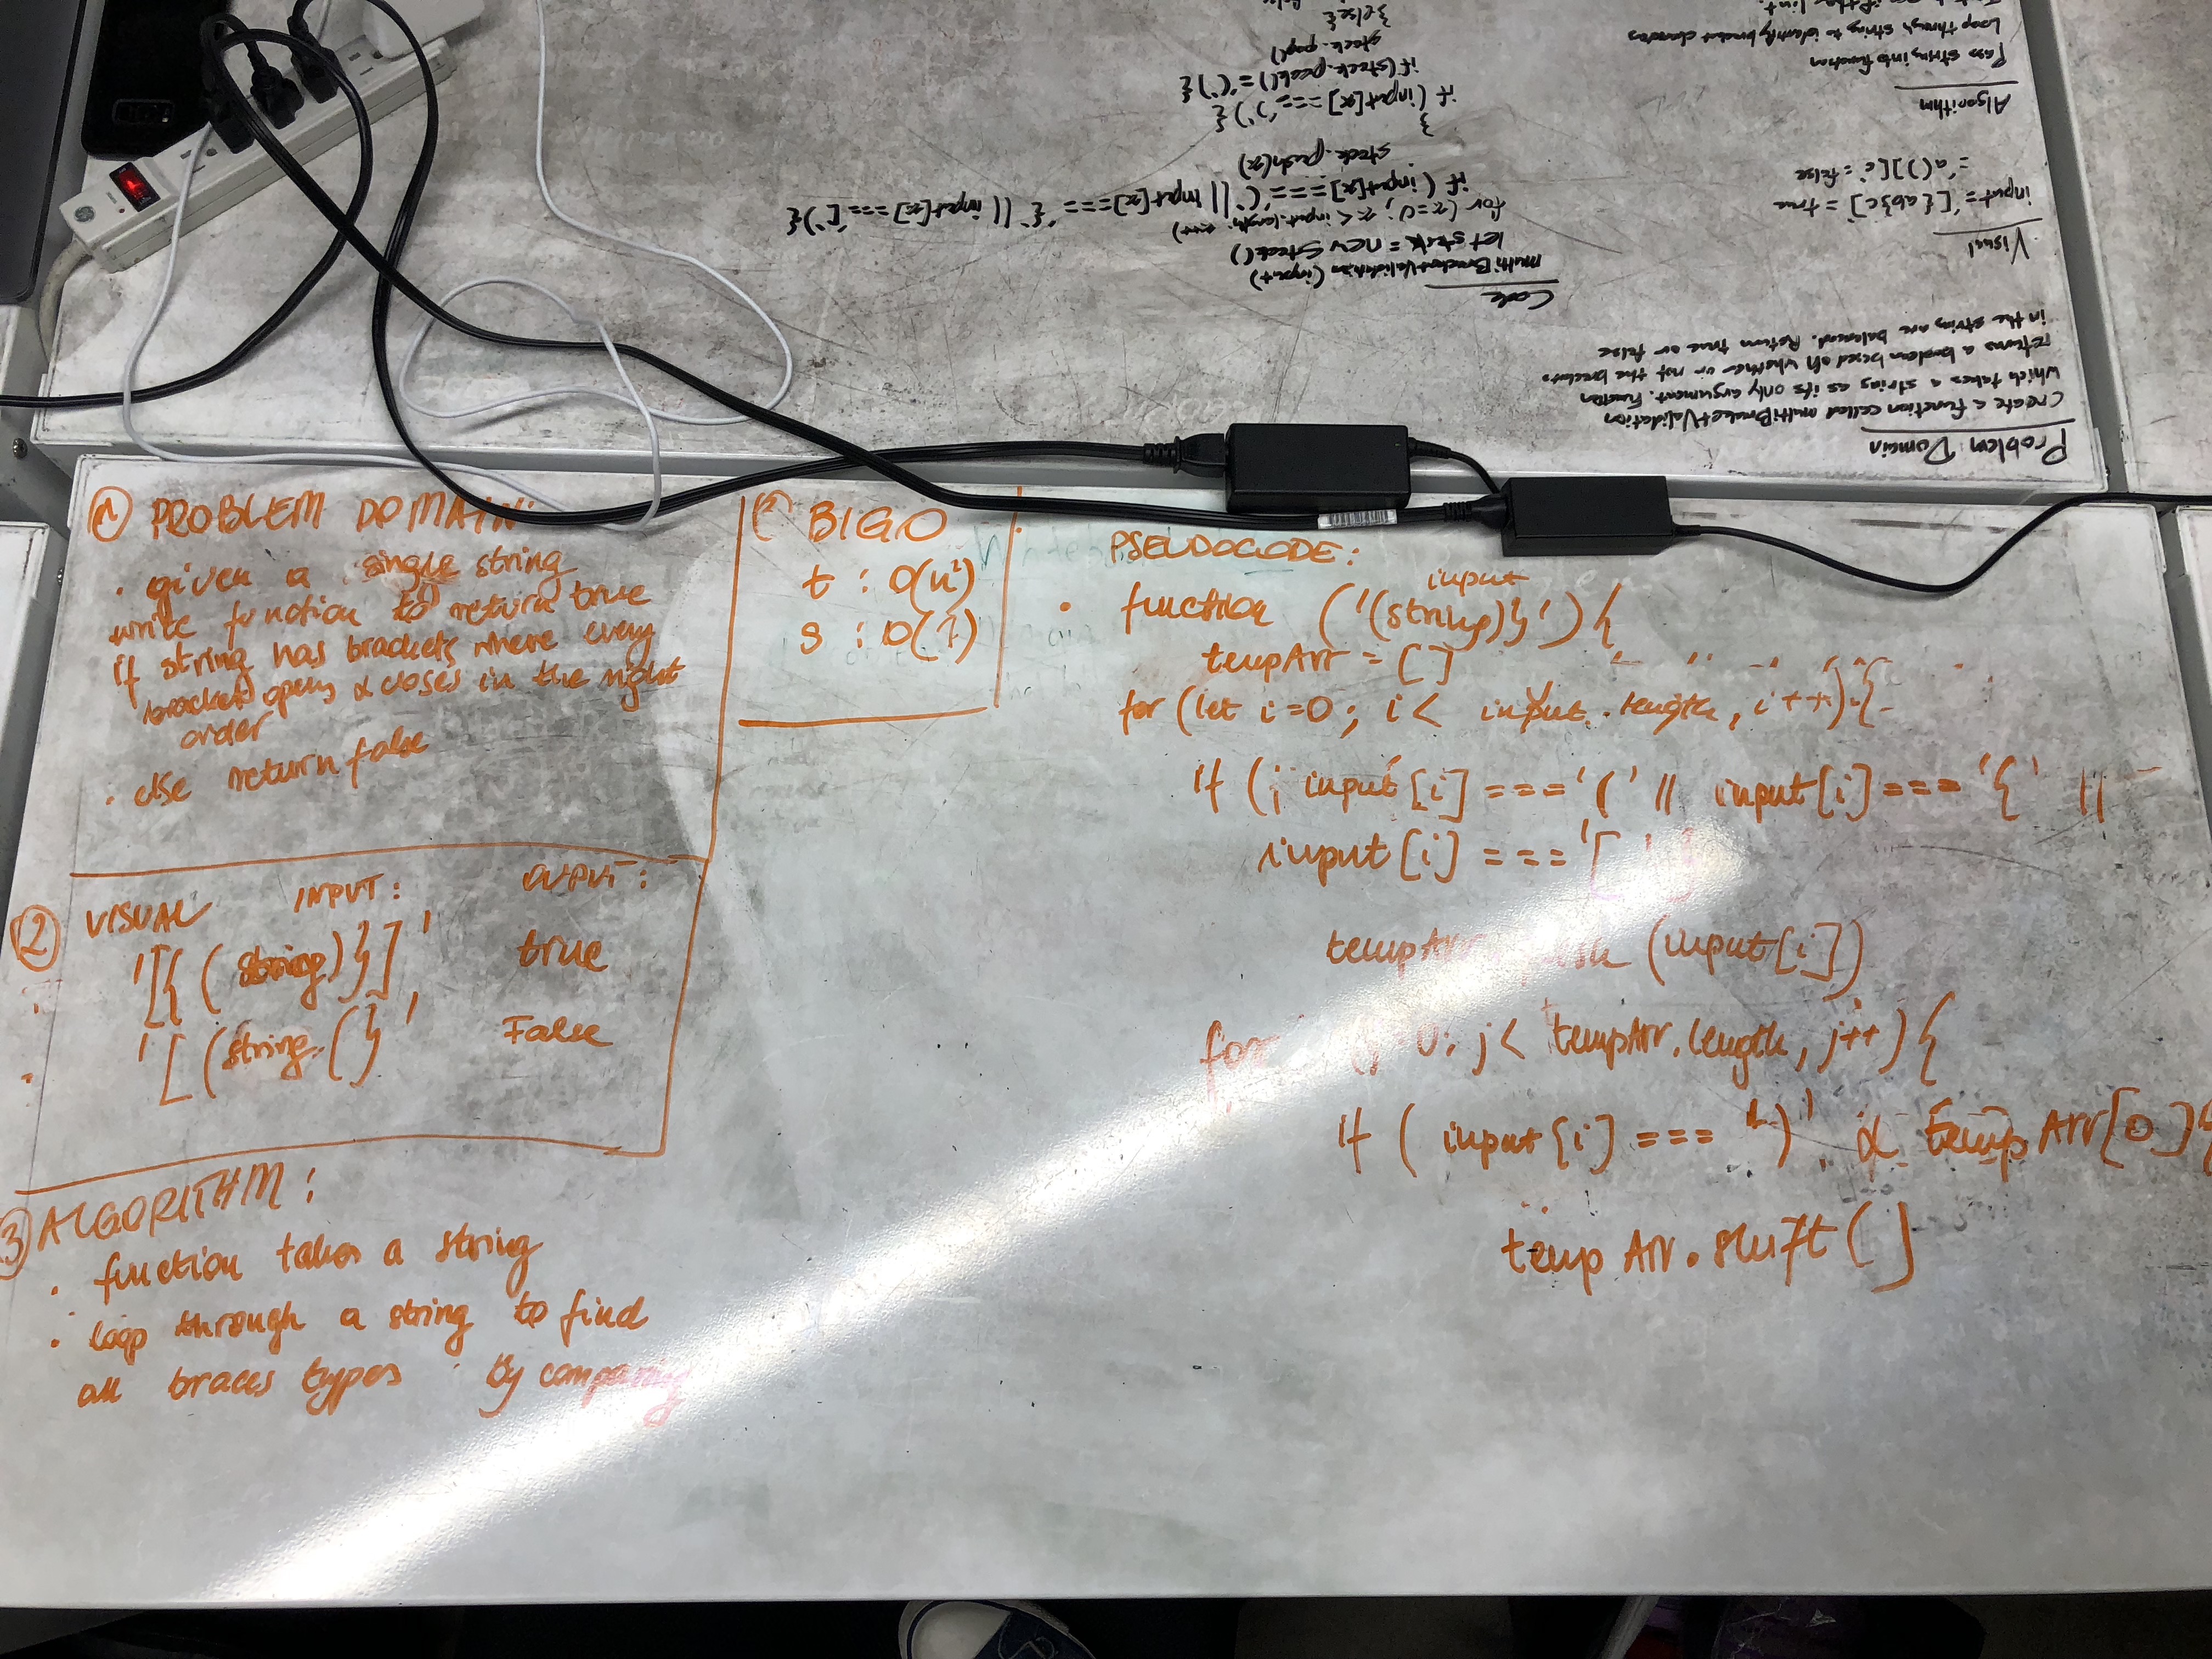 ① PROBLEM DOMAIN:
. given a single string
write function to return true
if string has brackets where every
bracket opens & closes in the right
order
. else return false
② VISUAL INPUT: OUTPUT:
'[{(string)}]' true
'[(string(}' False
③ ALGORITHM:
. function takes a string
. loop through a string to find
all braces types by comparing
BIG O
t : O(n²)
s : O(1)
PSEUDOCODE:
input
. function ('(string)}'){
tempArr = []
for (let i=0; i< input.length, i++){
if (input[i] === '(' || input[i] === '{' ||
input[i] === '['
(input[i])
for 0; j< tempArr.length, j++){
if (input[i] === ')' & tempArr[0]
tempArr.shift()
Problem Domain
Create a function called multiBracketValidation
which takes a string as its only argument. Function
returns a boolean based on whether or not the brackets
in the string are balanced. Return true or false
Visual
input = '[{ab}c]' = true
= 'a()][c' = false
Algorithm
Pass string into function
Loop through string to identify bracket characters
Code
multiBracketValidation (input)
let stack = new Stack()
for (x=0; x < input.length; x++)
if (input[x] === '(' || input[x] === '{' || input[x] === '['){
stack.push(x)
}
if (input[x] === ')'){
if (stack.peek() = '('){
stack.pop()
}else{